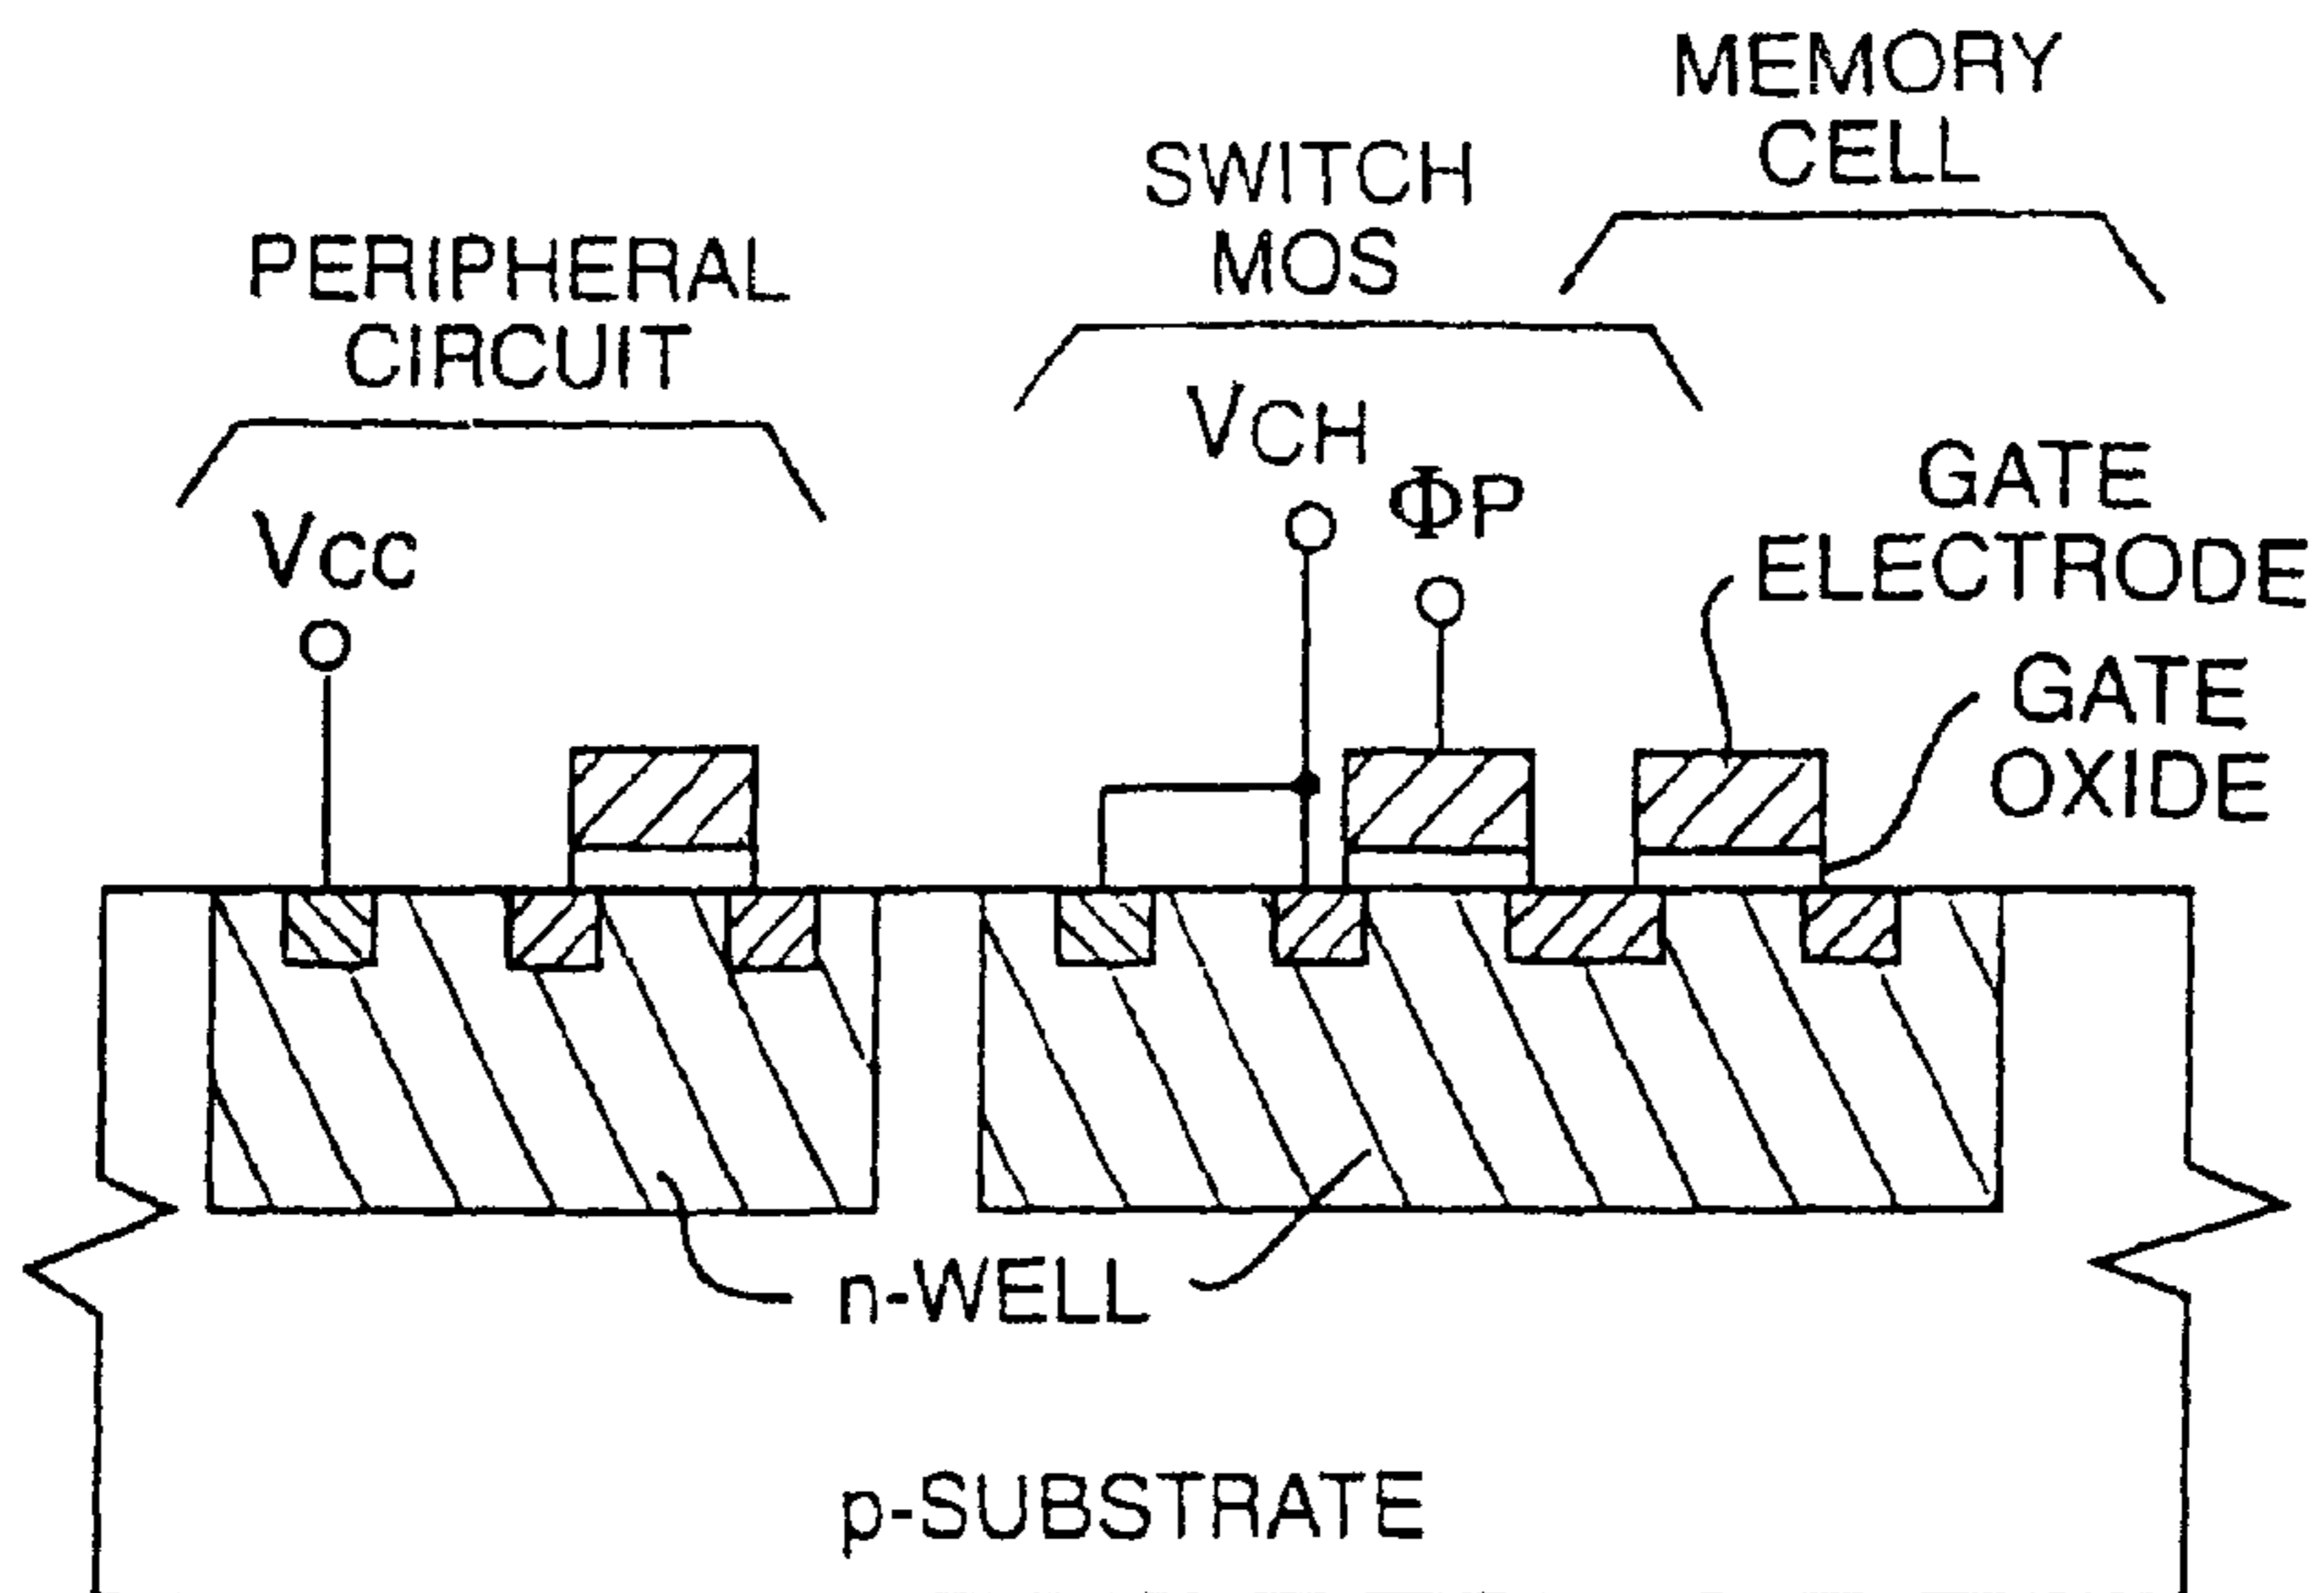 MEMORY
CELL
SWITCH
MOS
PERIPHERAL
CIRCUIT
VCH
ΦP
GATE
ELECTRODE
VCC
GATE
OXIDE
n-WELL
p-SUBSTRATE